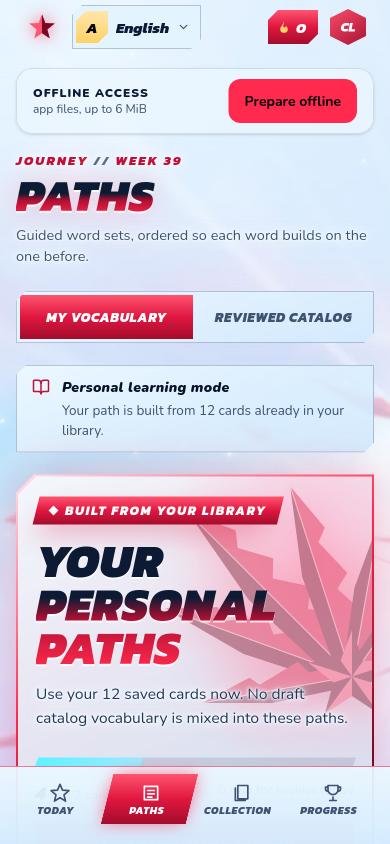 A English
0 CL
OFFLINE ACCESS
app files, up to 6 MiB
Prepare offline
JOURNEY // WEEK 39
PATHS
Guided word sets, ordered so each word builds on the
one before.
MY VOCABULARY REVIEWED CATALOG
Personal learning mode
Your path is built from 12 cards already in your
library.
BUILT FROM YOUR LIBRARY
YOUR
PERSONAL
PATHS
Use your 12 saved cards now. No draft
catalog vocabulary is mixed into these paths.
TODAY PATHS COLLECTION PROGRESS